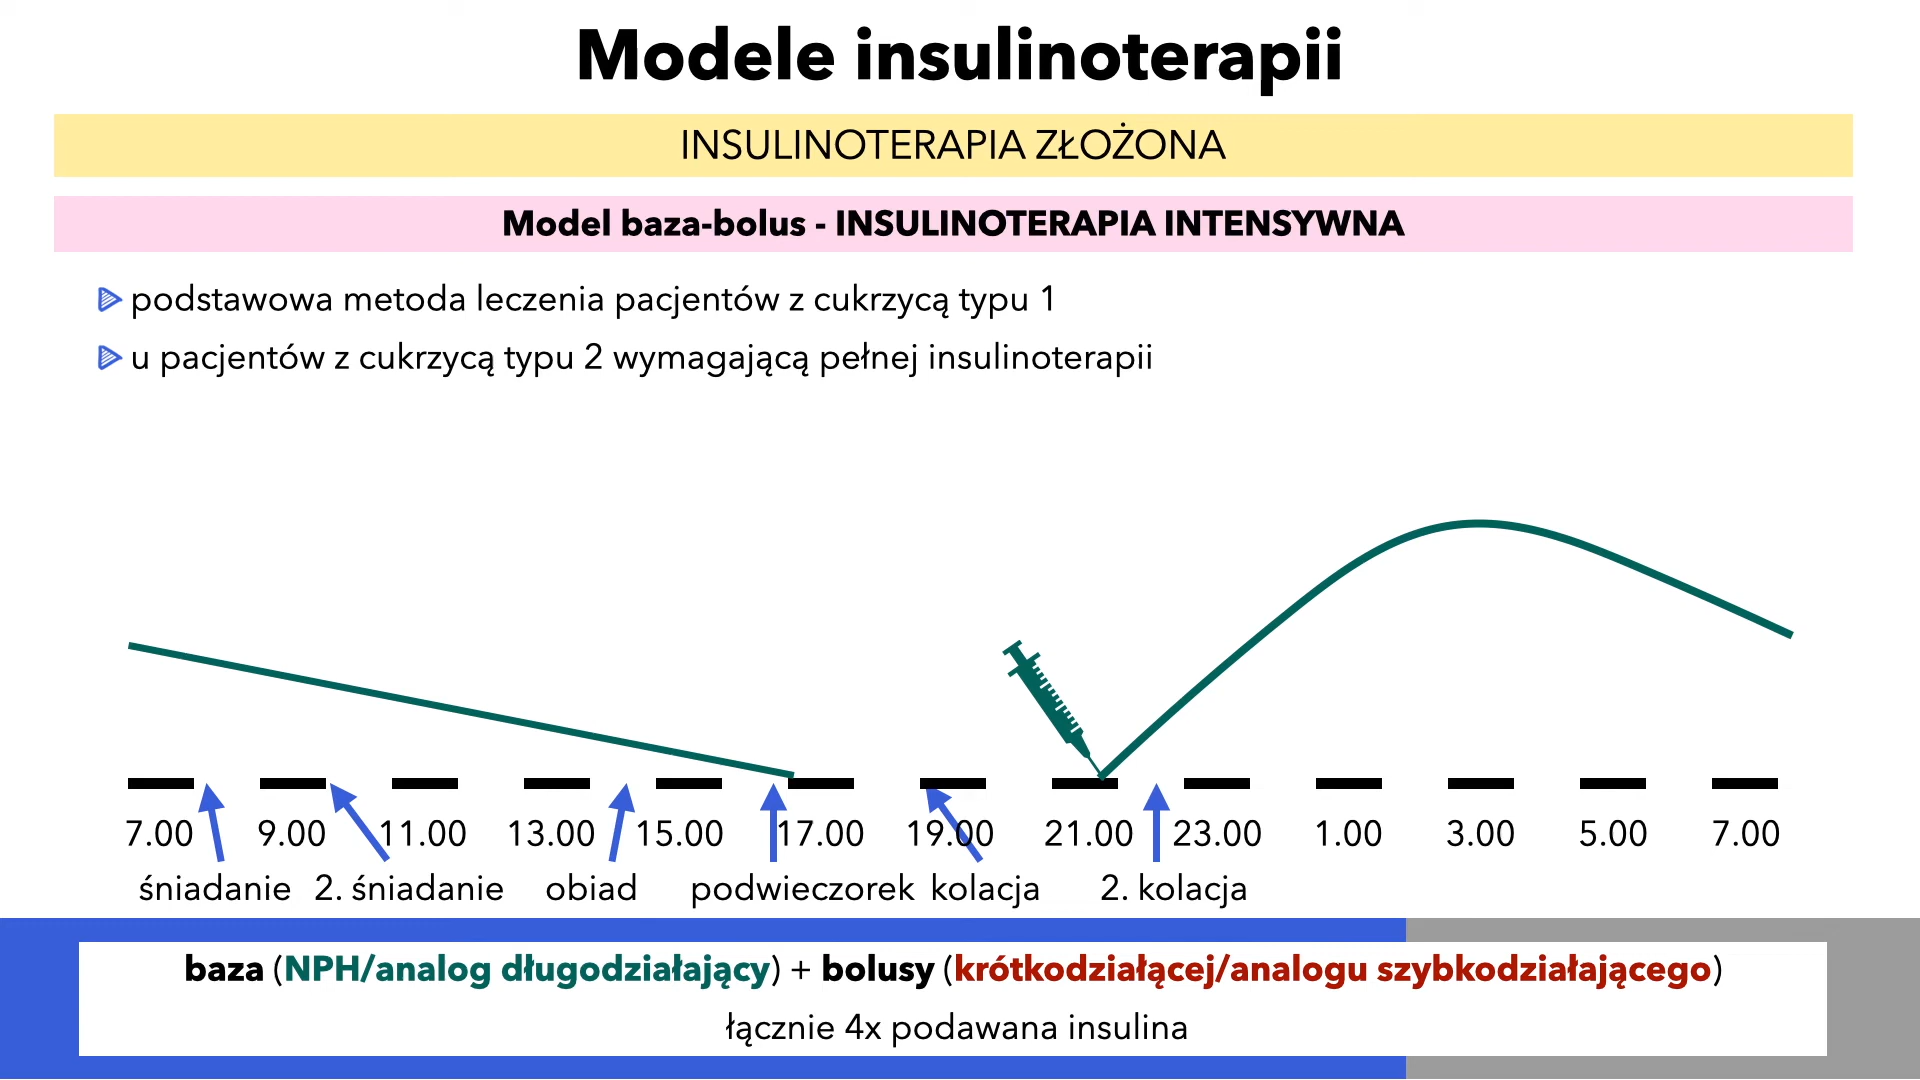 Modele insulinoterapii
INSULINOTERAPIA ZŁOŻONA
Model baza-bolus - INSULINOTERAPIA INTENSYWNA
podstawowa metoda leczenia pacjentów z cukrzycą typu 1
u pacjentów z cukrzycą typu 2 wymagającą pełnej insulinoterapii
7.00 9.00 11.00 13.00 15.00 17.00 19.00 21.00 23.00 1.00 3.00 5.00 7.00
śniadanie 2. śniadanie obiad podwieczorek kolacja 2. kolacja
baza (NPH/analog długodziałający) + bolusy (krótkodziałącej/analogu szybkodziałającego)
łącznie 4x podawana insulina